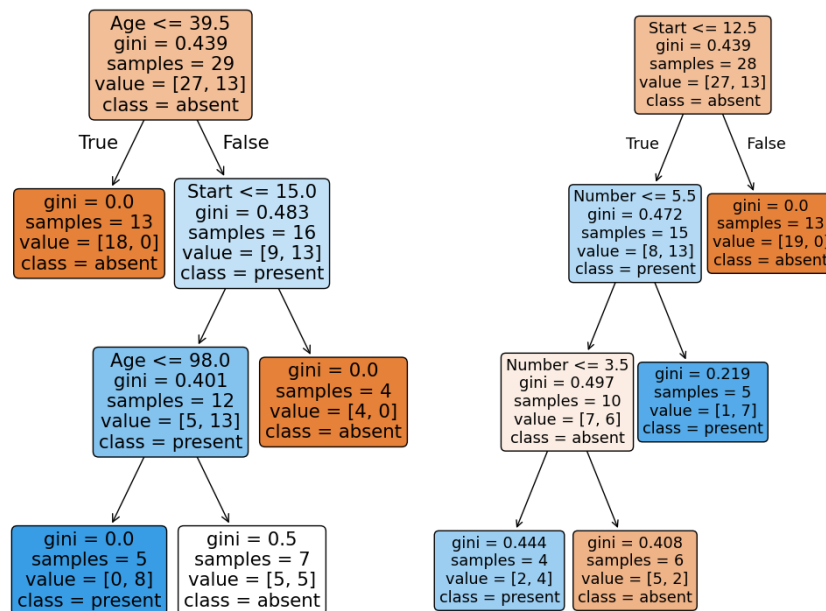 Age <= 39.5
gini = 0.439
samples = 29
value = [27, 13]
class = absent
True
False
gini = 0.0
samples = 13
value = [18, 0]
class = absent
Start <= 15.0
gini = 0.483
samples = 16
value = [9, 13]
class = present
Age <= 98.0
gini = 0.401
samples = 12
value = [5, 13]
class = present
gini = 0.0
samples = 4
value = [4, 0]
class = absent
gini = 0.0
samples = 5
value = [0, 8]
class = present
gini = 0.5
samples = 7
value = [5, 5]
class = absent
Start <= 12.5
gini = 0.439
samples = 28
value = [27, 13]
class = absent
True
False
Number <= 5.5
gini = 0.472
samples = 15
value = [8, 13]
class = present
gini = 0.0
samples = 13
value = [19, 0]
class = absent
Number <= 3.5
gini = 0.497
samples = 10
value = [7, 6]
class = absent
gini = 0.219
samples = 5
value = [1, 7]
class = present
gini = 0.444
samples = 4
value = [2, 4]
class = present
gini = 0.408
samples = 6
value = [5, 2]
class = absent